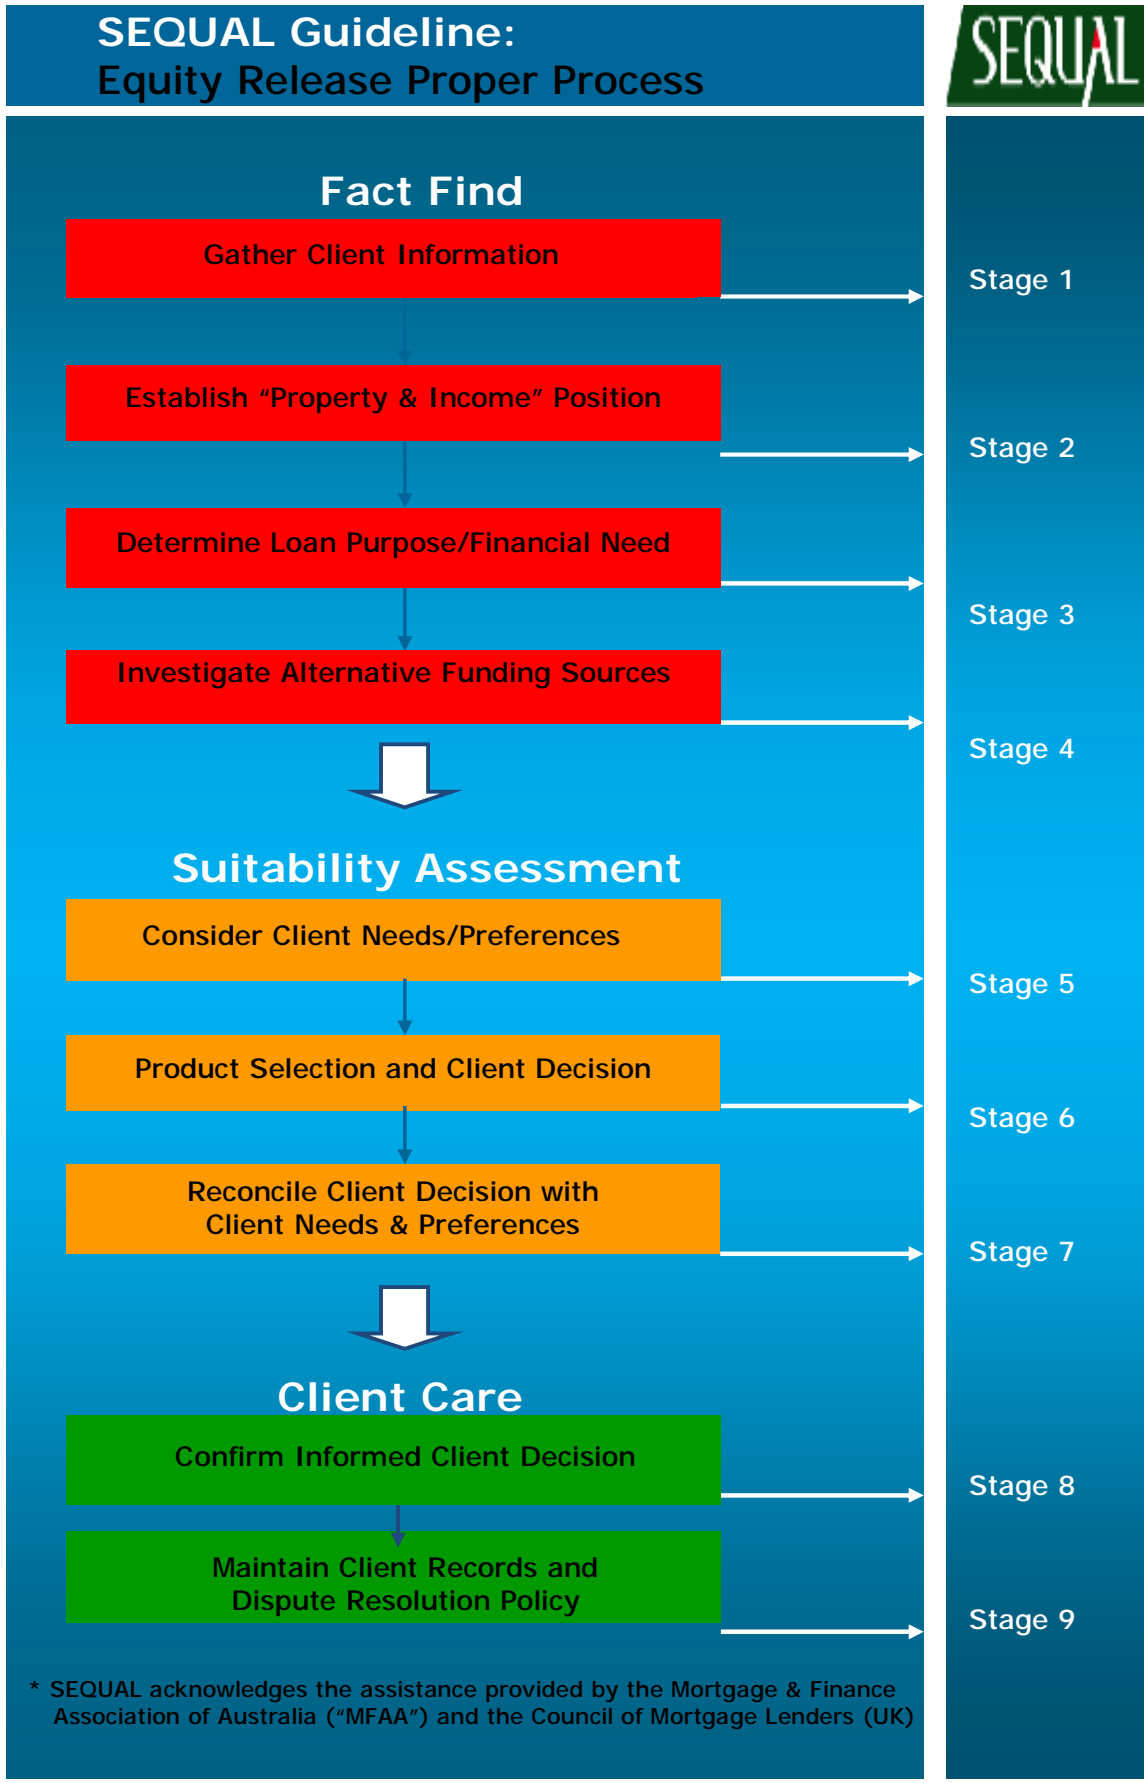 SEQUAL Guideline:
Equity Release Proper Process
SEQUAL
Fact Find
Gather Client Information
Stage 1
Establish “Property & Income” Position
Stage 2
Determine Loan Purpose/Financial Need
Stage 3
Investigate Alternative Funding Sources
Stage 4
Suitability Assessment
Consider Client Needs/Preferences
Stage 5
Product Selection and Client Decision
Stage 6
Reconcile Client Decision with
Client Needs & Preferences
Stage 7
Client Care
Confirm Informed Client Decision
Stage 8
Maintain Client Records and
Dispute Resolution Policy
Stage 9
* SEQUAL acknowledges the assistance provided by the Mortgage & Finance
Association of Australia (“MFAA”) and the Council of Mortgage Lenders (UK)